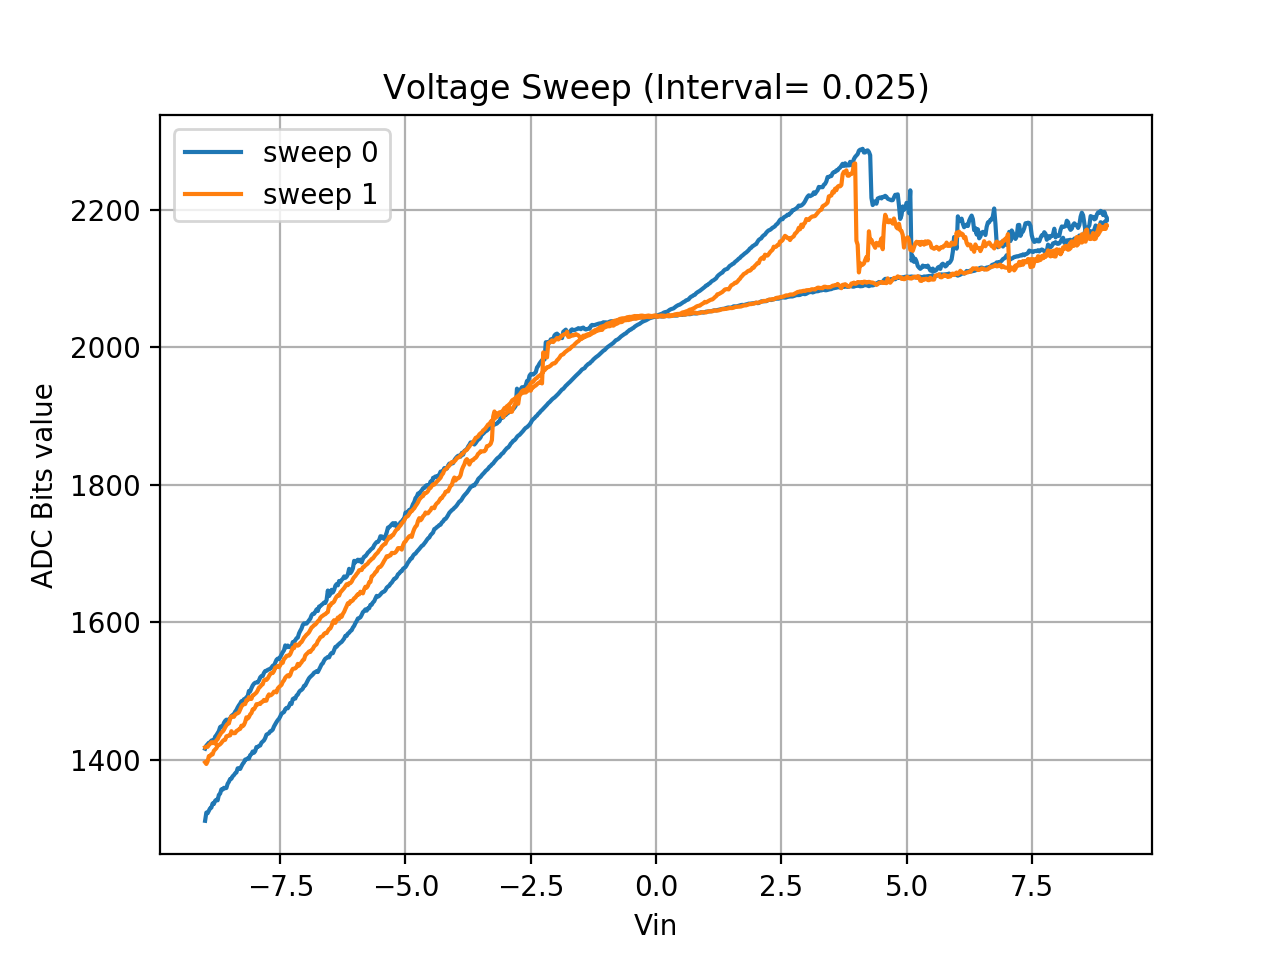 Voltage Sweep (Interval= 0.025)
sweep 0
sweep 1
ADC Bits value
2200
2000
1800
1600
1400
−7.5 −5.0 −2.5 0.0 2.5 5.0 7.5
Vin